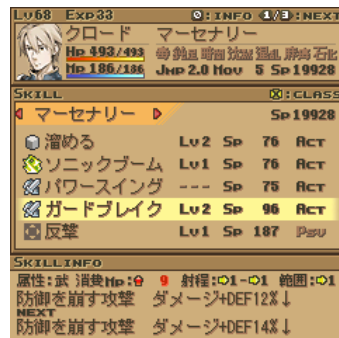 Lv68 Exp33 ⓪:INFO ①/③:NEXT
クロード マーセナリー
Hp 493/493
Mp 186/186 Jmp 2.0 Mov 5 Sp 19928
SKILL Ⓧ:CLASS
マーセナリー Sp 19928
溜める Lv2 Sp 76 Act
ソニックブーム Lv1 Sp 76 Act
パワースイング --- Sp 75 Act
ガードブレイク Lv2 Sp 96 Act
反撃 Lv1 Sp 187 Psv
SKILLINFO
属性:武 消費Mp: 9 射程:1-1 範囲:1
防御を崩す攻撃 ダメージ+DEF12%↓
NEXT
防御を崩す攻撃 ダメージ+DEF14%↓